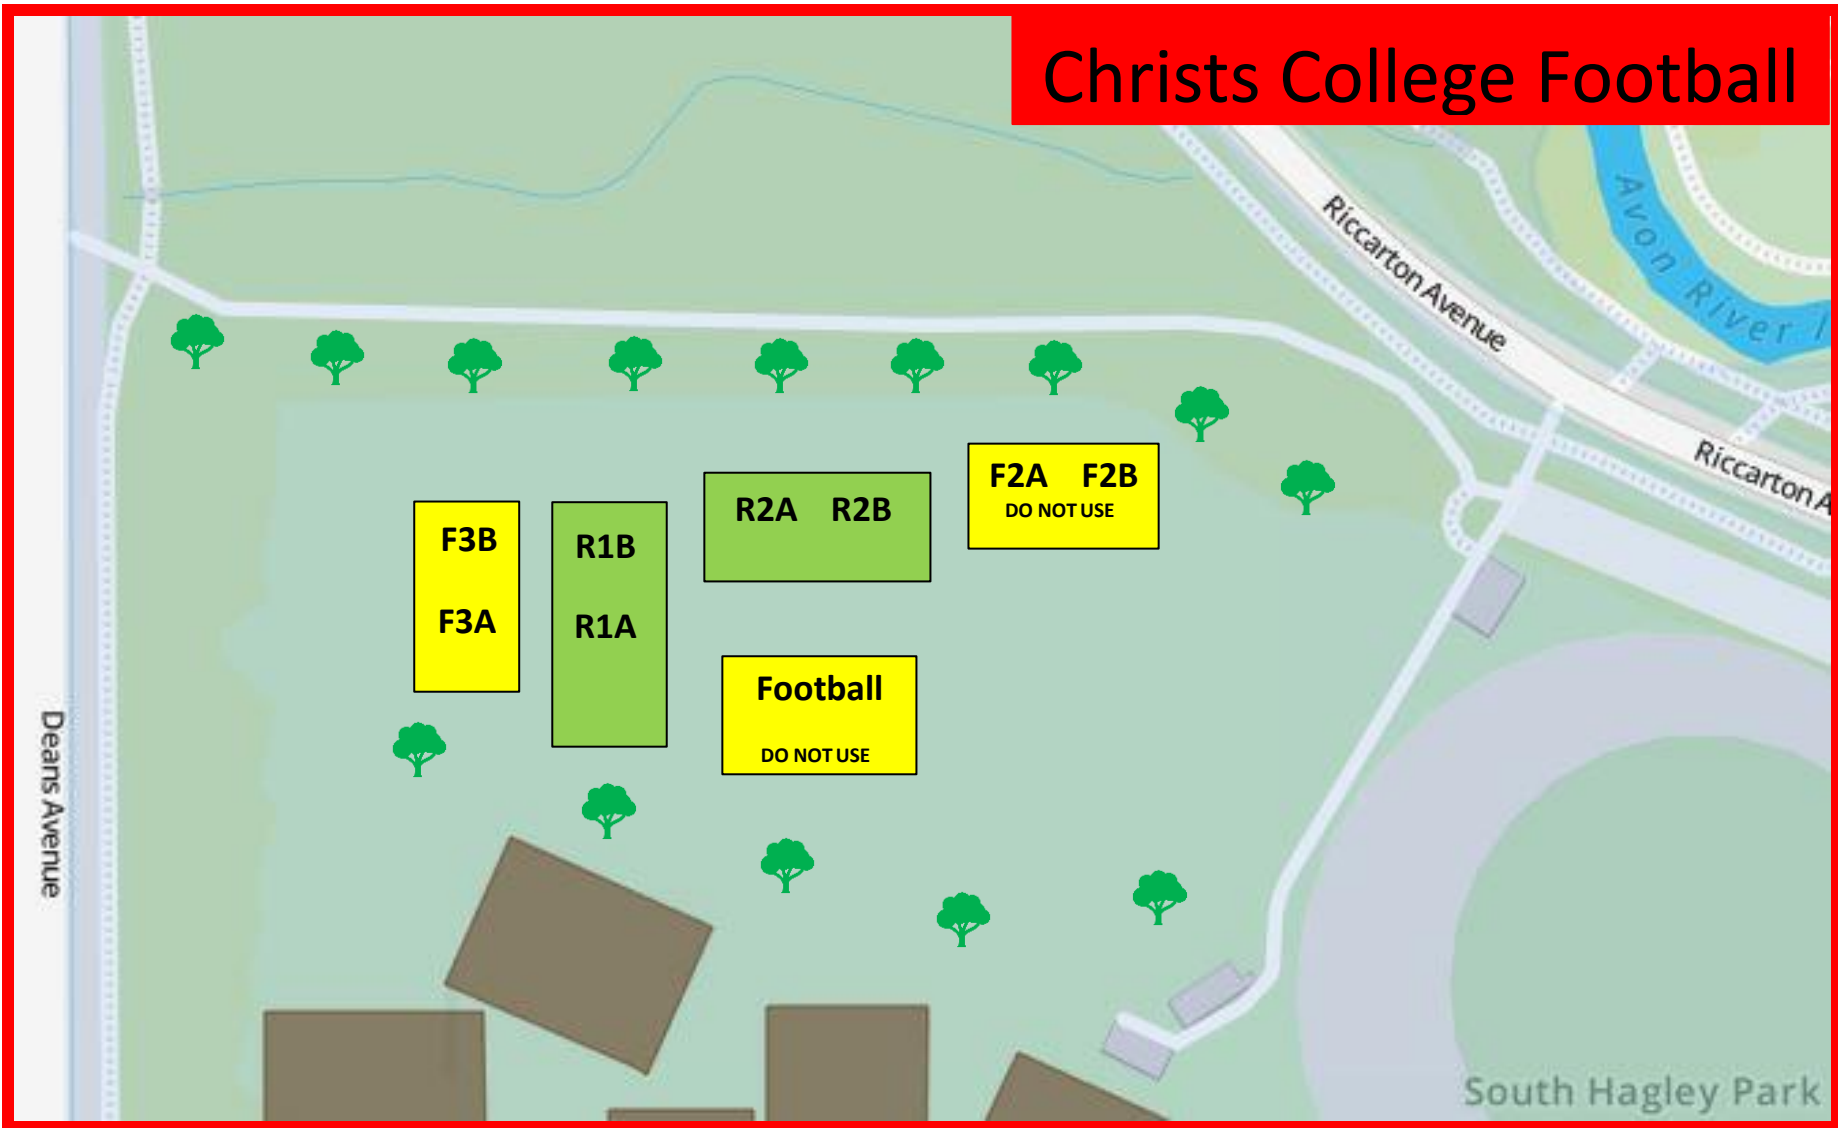 Christs College Football
Avon River
Riccarton Avenue
Riccarton A
F2A F2B
DO NOT USE
R2A R2B
F3B
F3A
R1B
R1A
Football
DO NOT USE
Deans Avenue
South Hagley Park